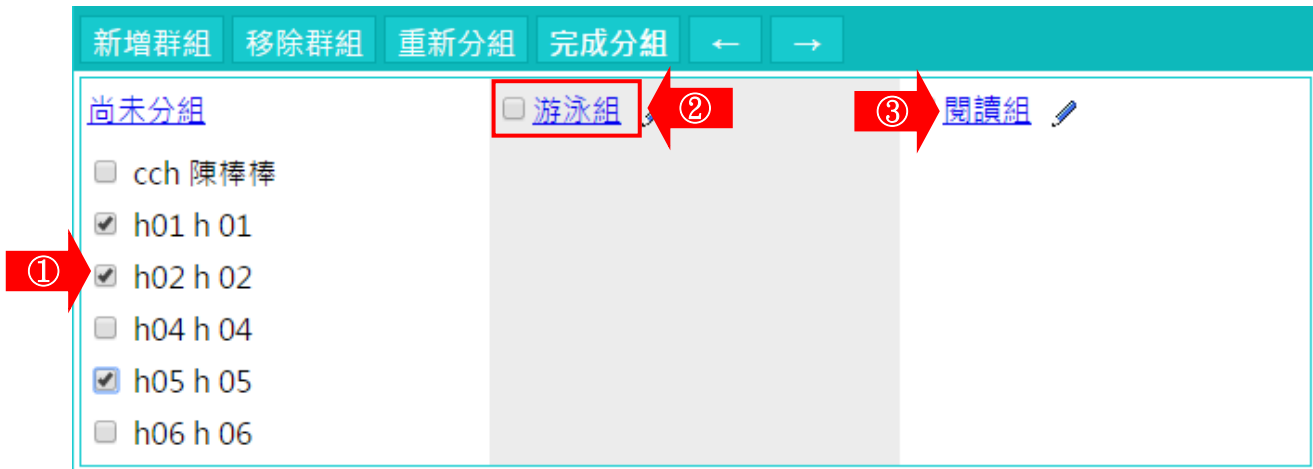 新增群組 移除群組 重新分組 完成分組 ← →
尚未分組 游泳組 ② ③ 閱讀組
cch 陳棒棒
h01 h 01
① h02 h 02
h04 h 04
h05 h 05
h06 h 06